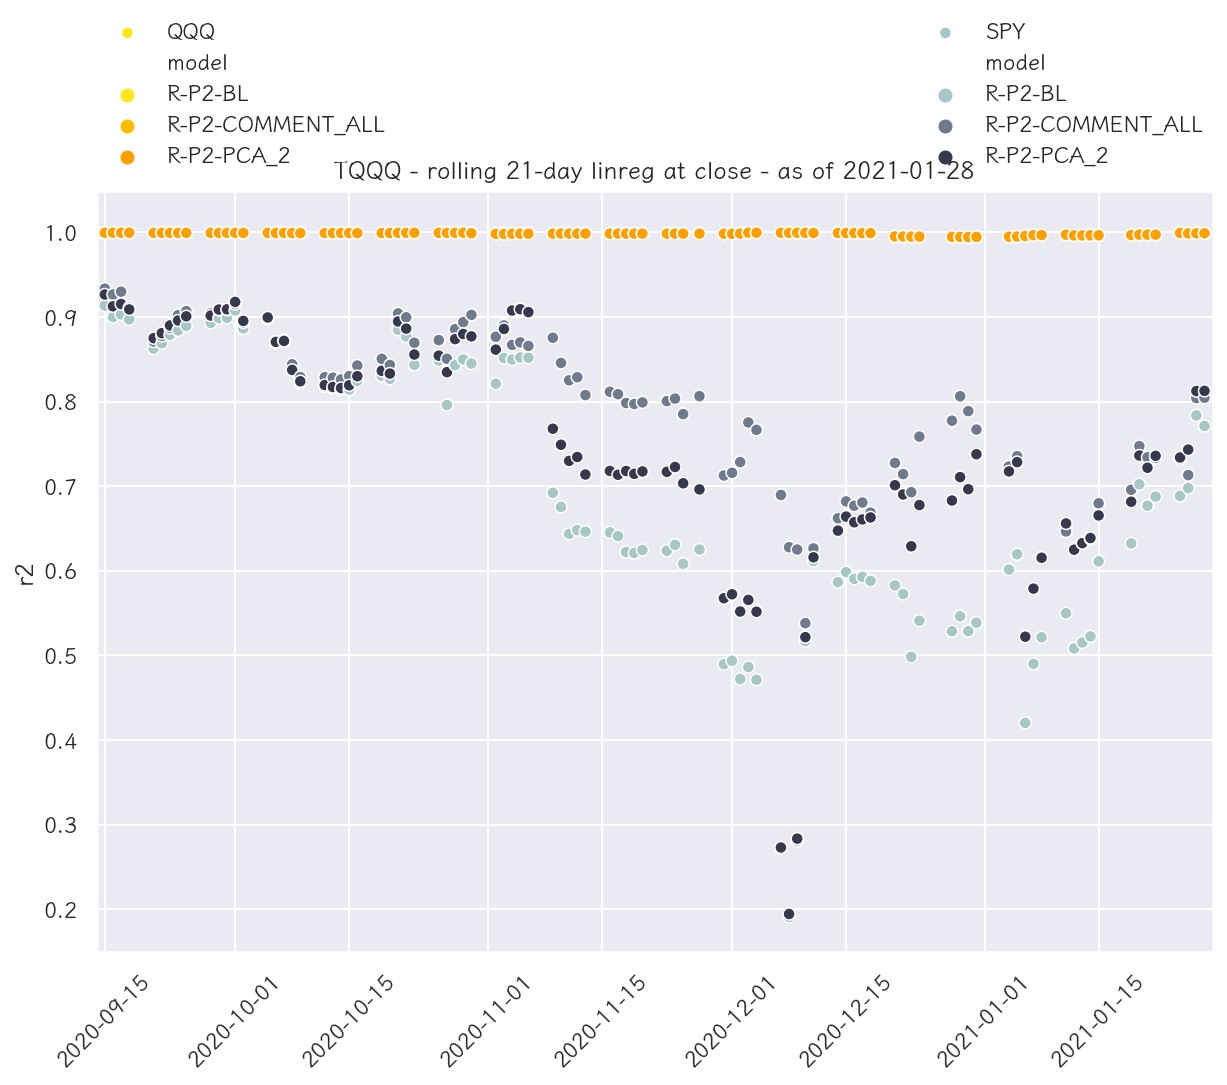 QQQ
model
R-P2-BL
R-P2-COMMENT_ALL
R-P2-PCA_2
SPY
model
R-P2-BL
R-P2-COMMENT_ALL
R-P2-PCA_2
TQQQ - rolling 21-day linreg at close - as of 2021-01-28
1.0
0.9
0.8
0.7
0.6
0.5
0.4
0.3
0.2
r2
2020-09-15
2020-10-01
2020-10-15
2020-11-01
2020-11-15
2020-12-01
2020-12-15
2021-01-01
2021-01-15